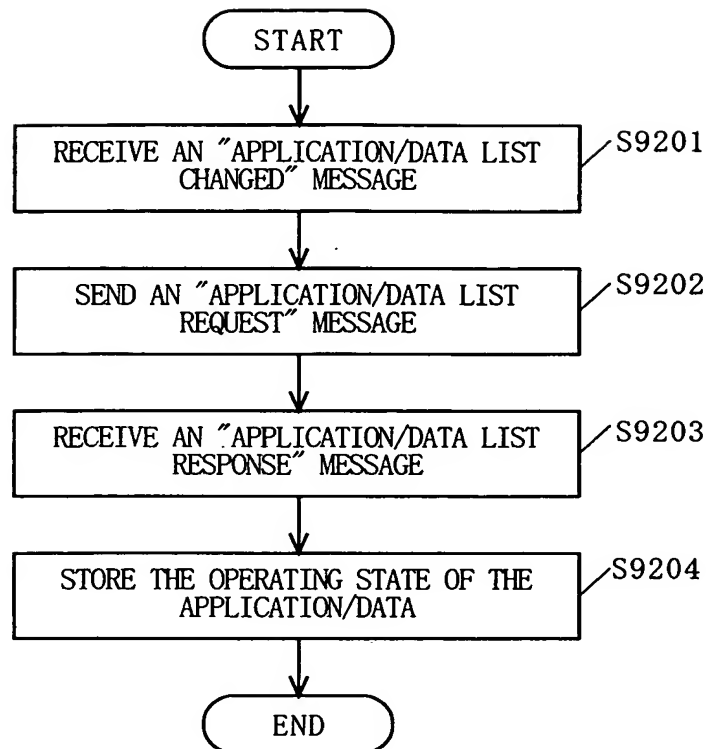 START
RECEIVE AN "APPLICATION/DATA LIST
CHANGED" MESSAGE
S9201
SEND AN "APPLICATION/DATA LIST
REQUEST" MESSAGE
S9202
RECEIVE AN "APPLICATION/DATA LIST
RESPONSE" MESSAGE
S9203
STORE THE OPERATING STATE OF THE
APPLICATION/DATA
S9204
END